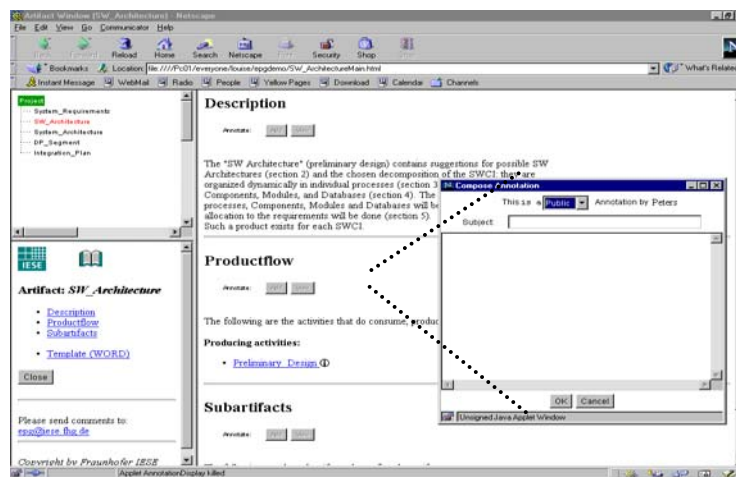 Artifact Window [SW_Architecture] - Netscape
File Edit View Go Communicator Help
Reload Home Search Netscape Security Shop
Bookmarks Location: file:////Pc01/everyone/louise/epgdemo/SW_ArchitectureMain.html What's Related
Instant Message WebMail Radio People Yellow Pages Download Calendar Channels
Project
System_Requirements
SW_Architecture
System_Architecture
DP_Segment
Integration_Plan
IESE
Artifact: SW_Architecture
• Description
• Productflow
• Subartifacts
• Template (WORD)
Close
Please send comments to:
epg@iese.fhg.de
Copyright by Fraunhofer IESE
Description
Annotate:
The "SW Architecture" (preliminary design) contains suggestions for possible SW
Architectures (section 2) and the chosen decomposition of the SWCI: they are
organized dynamically in individual processes (section 3
Components, Modules, and Databases (section 4). The
processes, Components, Modules and Databases will be
allocation to the requirements will be done (section 5).
Such a product exists for each SWCI.
Productflow
Annotate:
The following are the activities that do consume, produc
Producing activities:
• Preliminary_Design
Subartifacts
Annotate:
Compose Annotation
This is a Public Annotation by Peters
Subject:
OK Cancel
Unsigned Java Applet Window
Applet AnnotationDisplay killed